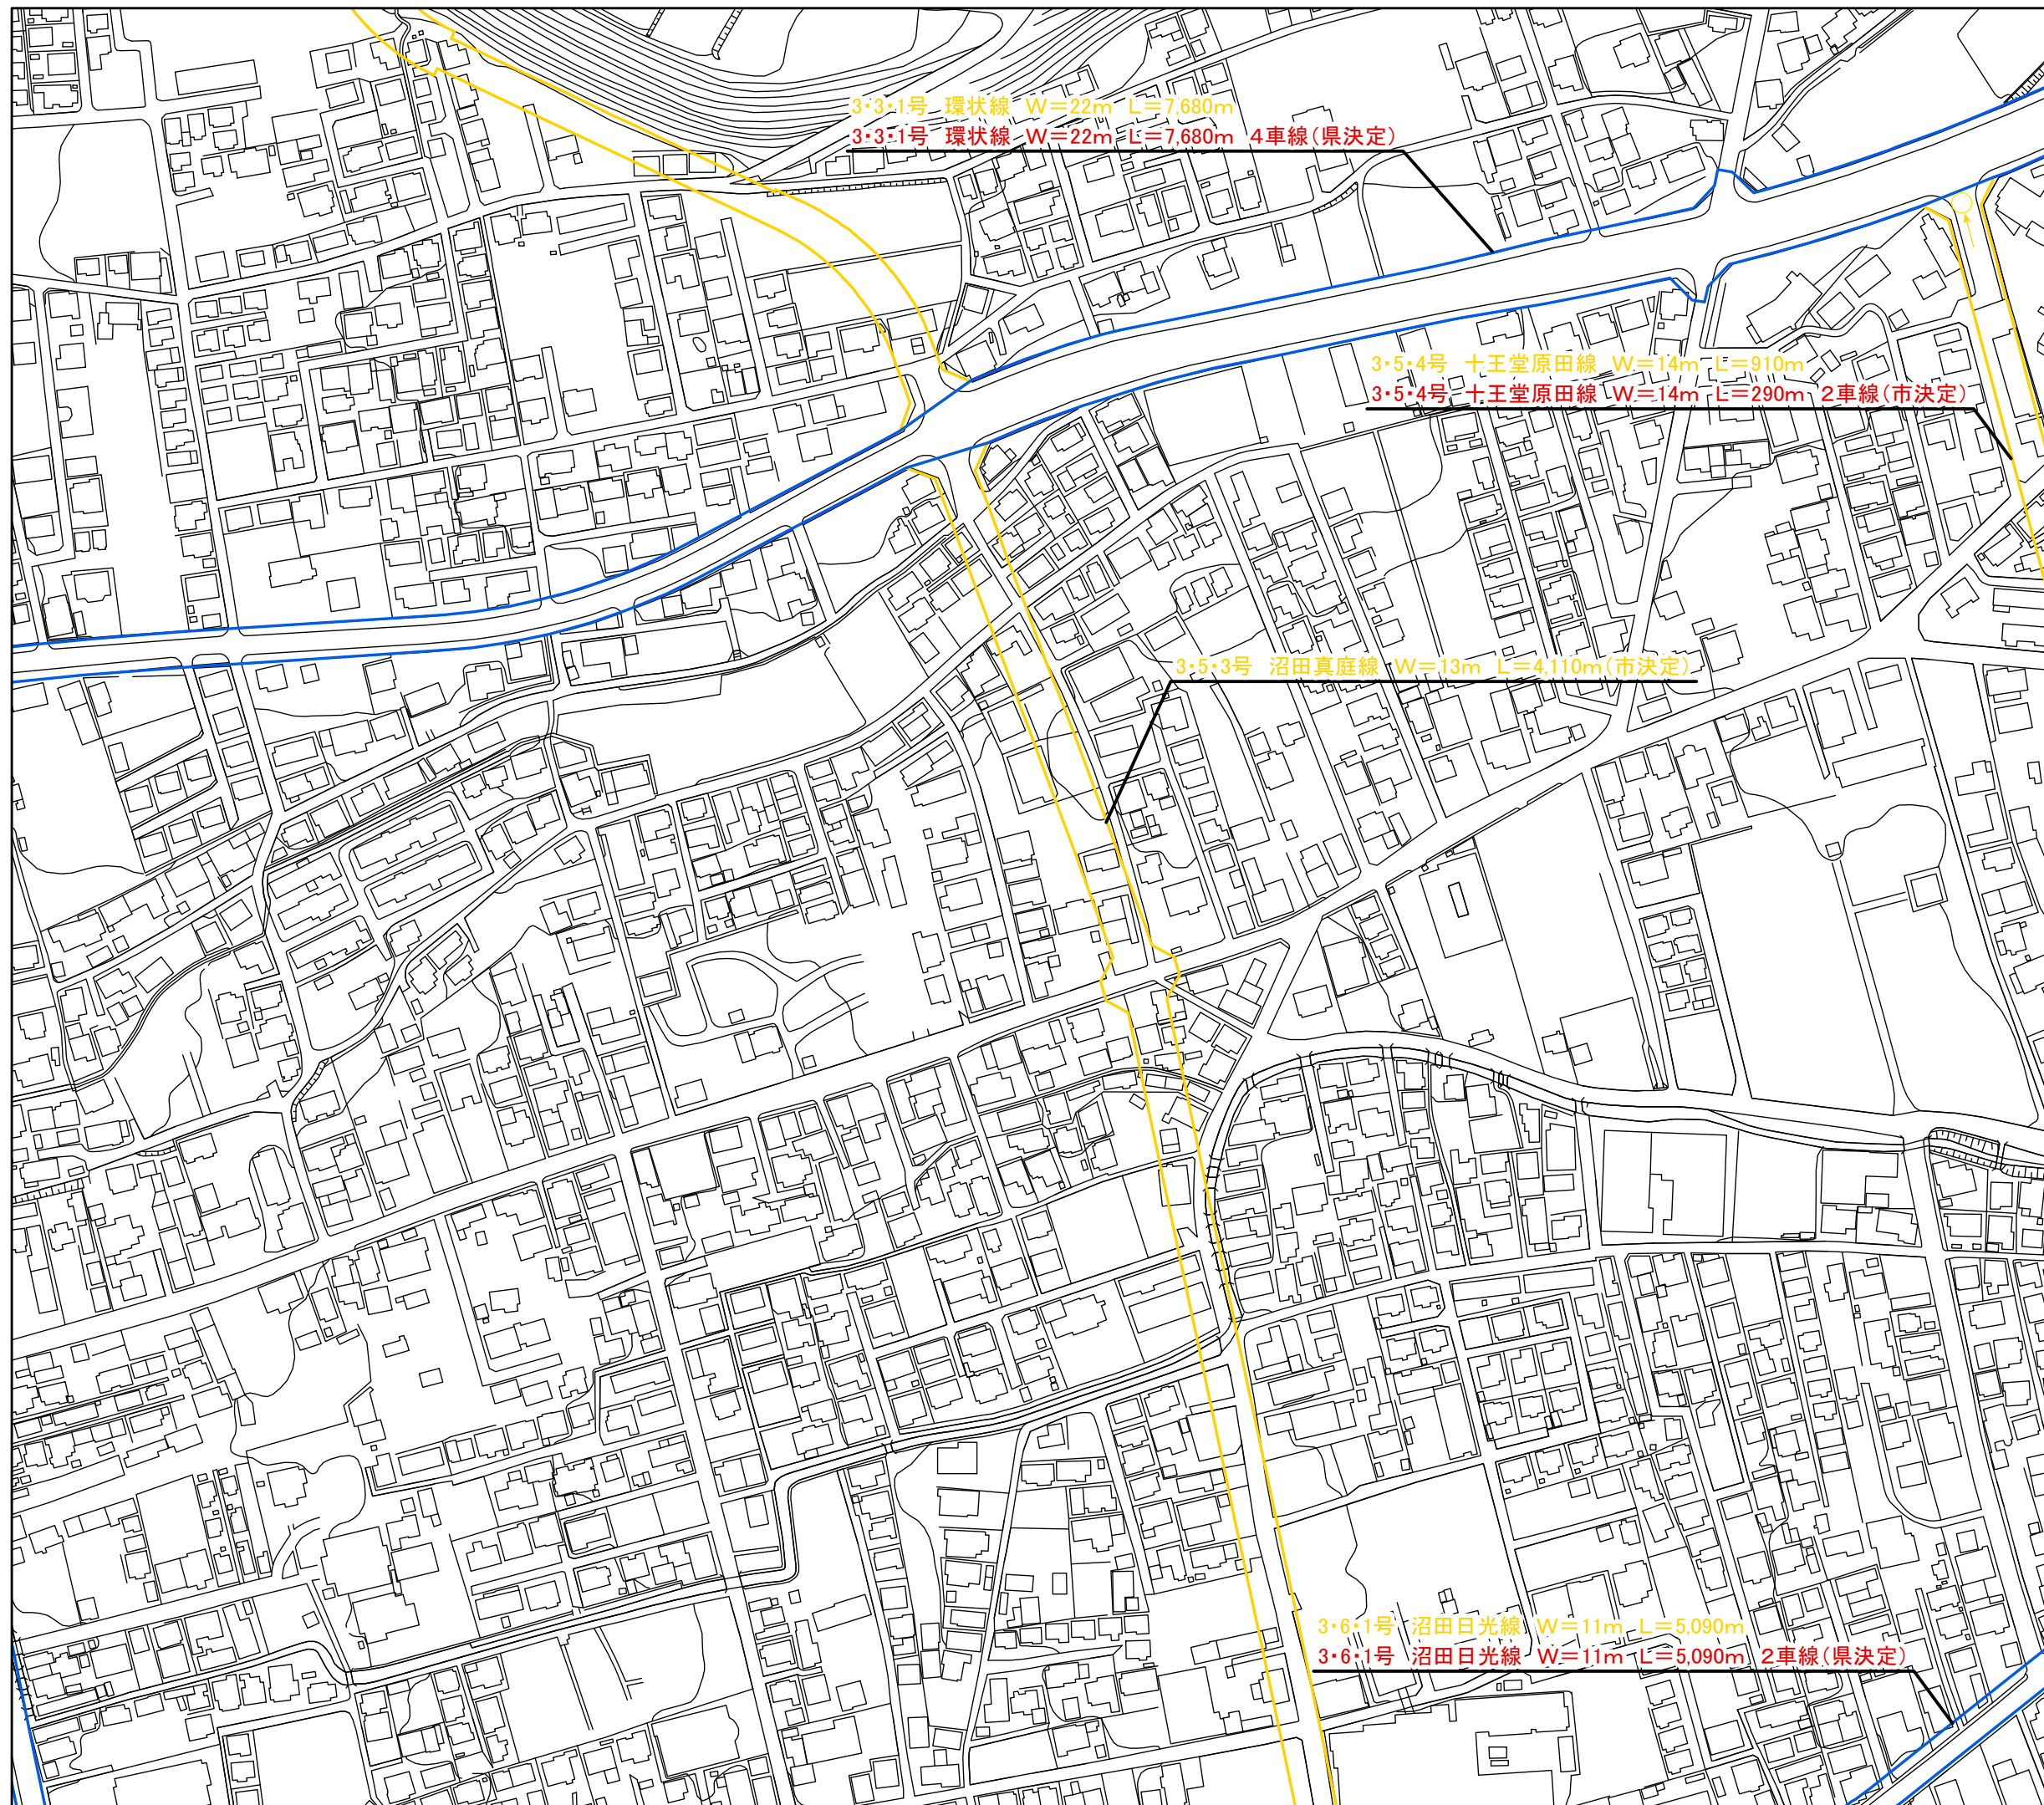 3・3・1号　環状線　W＝22m　L＝7,680m
3・3・1号　環状線　W＝22m　L＝7,680m　4車線（県決定）
3・5・4号　十王堂原田線　W＝14m　L＝910m
3・5・4号　十王堂原田線　W＝14m　L＝290m　2車線（市決定）
3・5・3号　沼田真庭線　W＝13m　L＝4,110m（市決定）
3・6・1号　沼田日光線　W＝11m　L＝5,090m
3・6・1号　沼田日光線　W＝11m　L＝5,090m　2車線（県決定）